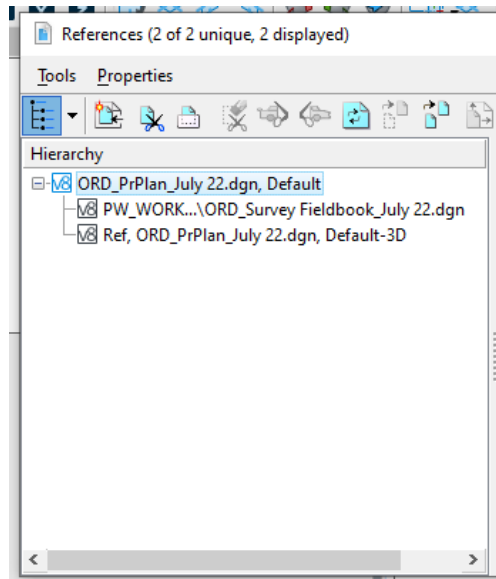 References (2 of 2 unique, 2 displayed)
Tools Properties
Hierarchy
V8 ORD_PrPlan_July 22.dgn, Default
V8 PW_WORK...\ORD_Survey Fieldbook_July 22.dgn
V8 Ref, ORD_PrPlan_July 22.dgn, Default-3D